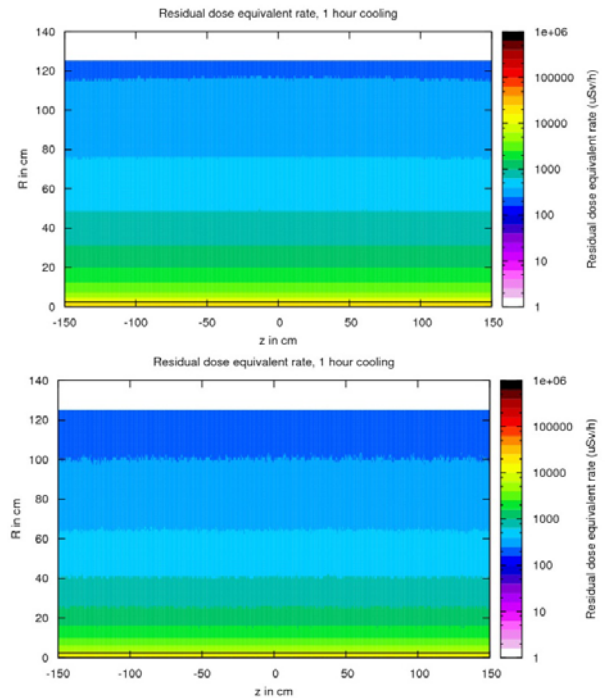 Residual dose equivalent rate, 1 hour cooling
140
120
100
80
60
40
20
0
R in cm
-150 -100 -50 0 50 100 150
z in cm
1e+06
100000
10000
1000
100
10
1
Residual dose equivalent rate (uSv/h)
Residual dose equivalent rate, 1 hour cooling
140
120
100
80
60
40
20
0
R in cm
-150 -100 -50 0 50 100 150
z in cm
1e+06
100000
10000
1000
100
10
1
Residual dose equivalent rate (uSv/h)